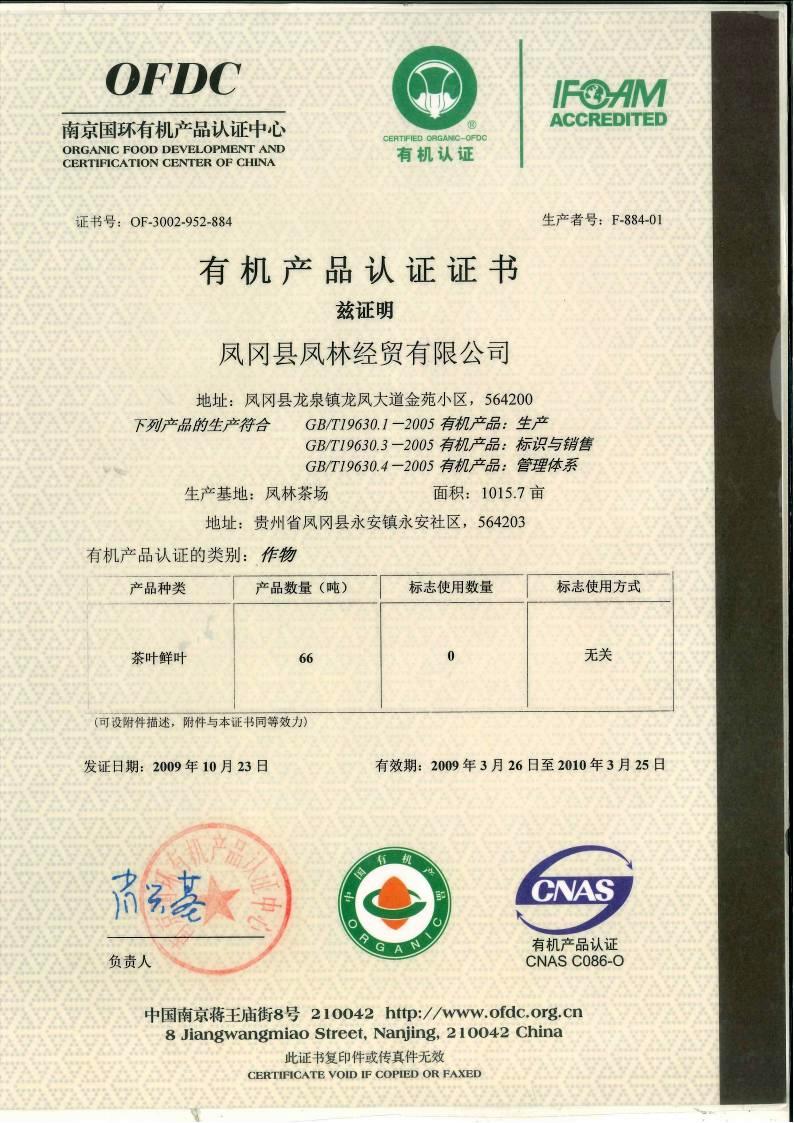 OFDC
南京国环有机产品认证中心
ORGANIC FOOD DEVELOPMENT AND
CERTIFICATION CENTER OF CHINA
®
CERTIFIED ORGANIC-OFDC
有机认证
IFOAM
ACCREDITED
证书号：OF-3002-952-884
生产者号：F-884-01
有机产品认证证书
兹证明
凤冈县凤林经贸有限公司
地址：凤冈县龙泉镇龙凤大道金苑小区，564200
下列产品的生产符合 GB/T19630.1－2005 有机产品：生产
GB/T19630.3－2005 有机产品：标识与销售
GB/T19630.4－2005 有机产品：管理体系
生产基地：凤林茶场 面积：1015.7 亩
地址：贵州省凤冈县永安镇永安社区，564203
有机产品认证的类别：作物
产品种类 产品数量（吨） 标志使用数量 标志使用方式
茶叶鲜叶 66 0 无关
(可设附件描述，附件与本证书同等效力)
发证日期：2009 年 10 月 23 日
有效期：2009 年 3 月 26 日至 2010 年 3 月 25 日
有机产品认证中心
负责人
中国有机产品
ORGANIC
CNAS
有机产品认证
CNAS C086-O
中国南京蒋王庙街8号 210042 http://www.ofdc.org.cn
8 Jiangwangmiao Street, Nanjing, 210042 China
此证书复印件或传真件无效
CERTIFICATE VOID IF COPIED OR FAXED